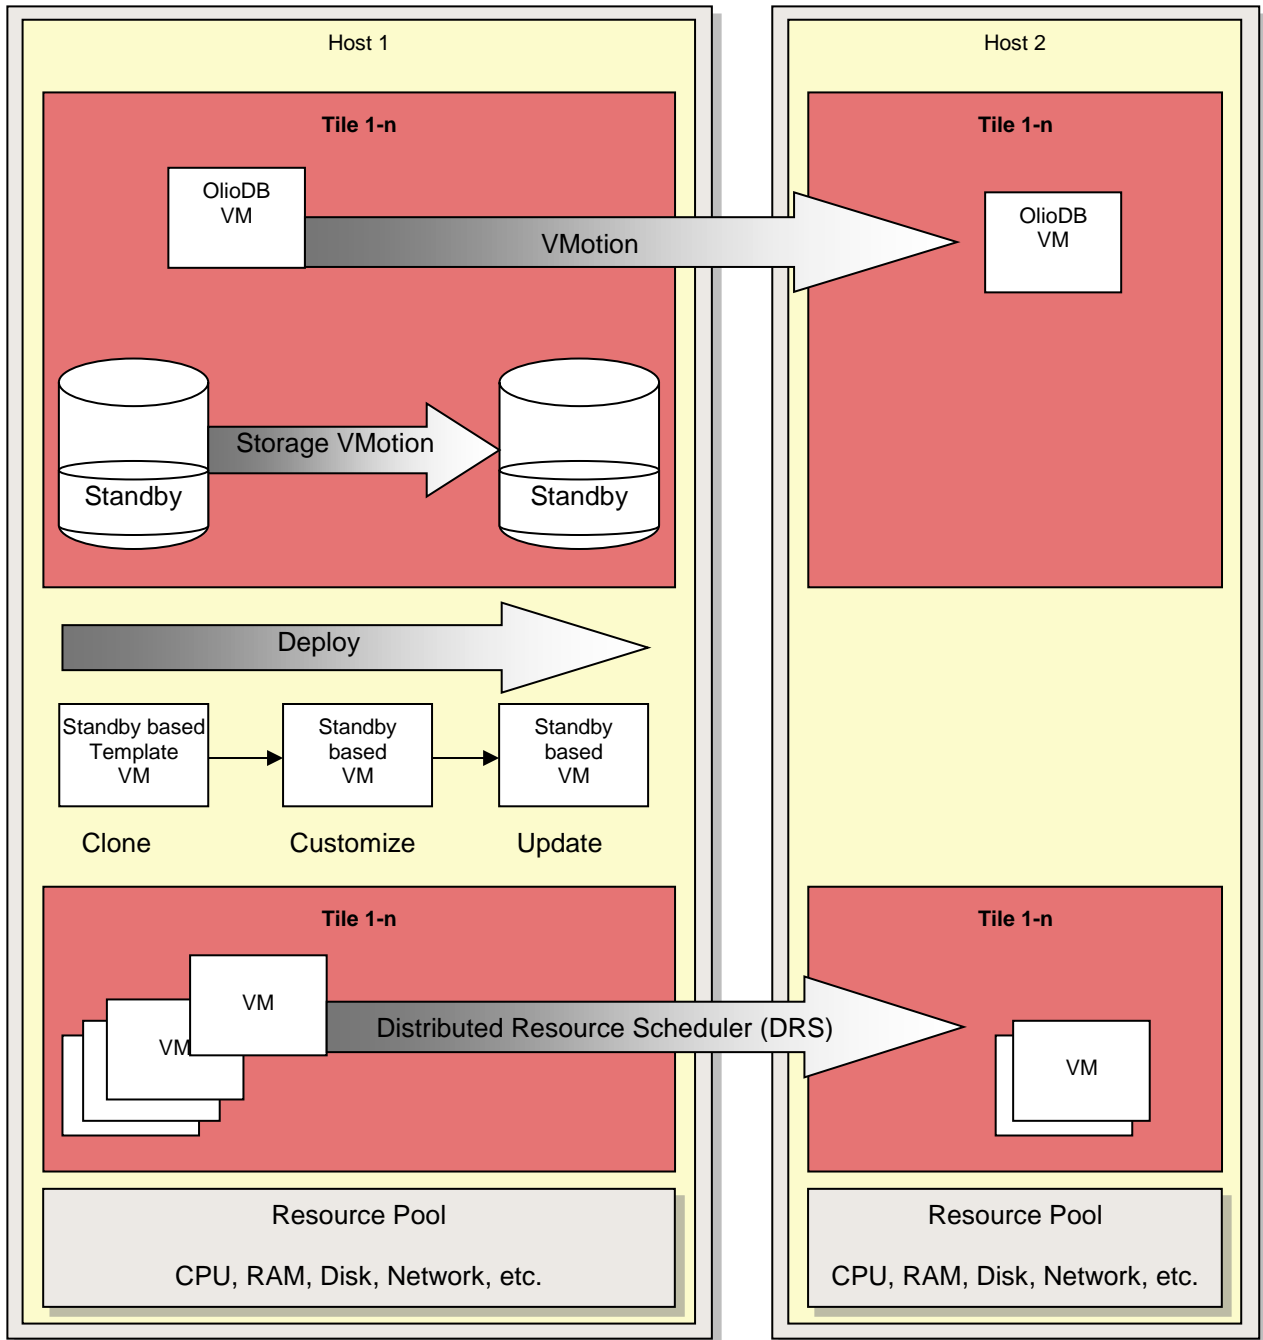 Host 1
Host 2
Tile 1-n
Tile 1-n
OlioDB
VM
VMotion
OlioDB
VM
Storage VMotion
Standby
Standby
Deploy
Standby based
Template
VM
Standby
based
VM
Standby
based
VM
Clone
Customize
Update
Tile 1-n
Tile 1-n
VM
VM
Distributed Resource Scheduler (DRS)
VM
Resource Pool
CPU, RAM, Disk, Network, etc.
Resource Pool
CPU, RAM, Disk, Network, etc.